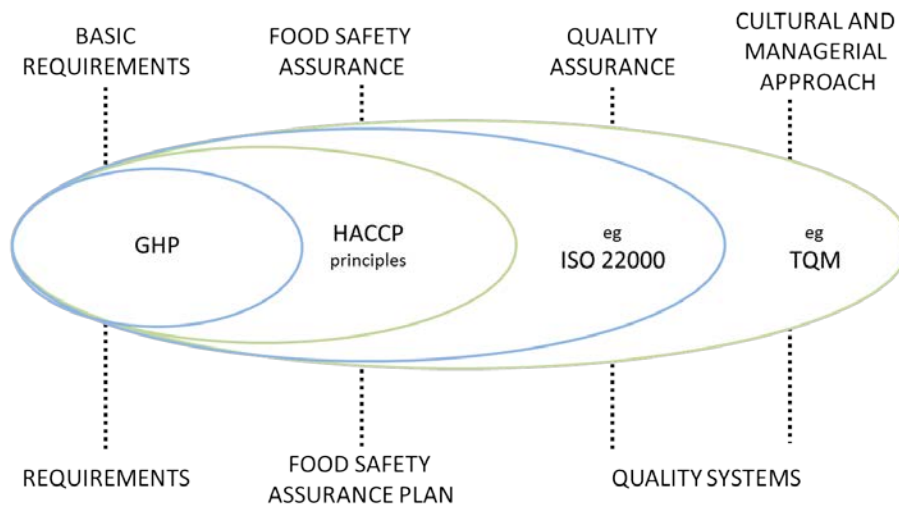 BASIC
REQUIREMENTS
FOOD SAFETY
ASSURANCE
QUALITY
ASSURANCE
CULTURAL AND
MANAGERIAL
APPROACH
GHP
HACCP
principles
eg
ISO 22000
eg
TQM
REQUIREMENTS
FOOD SAFETY
ASSURANCE PLAN
QUALITY SYSTEMS